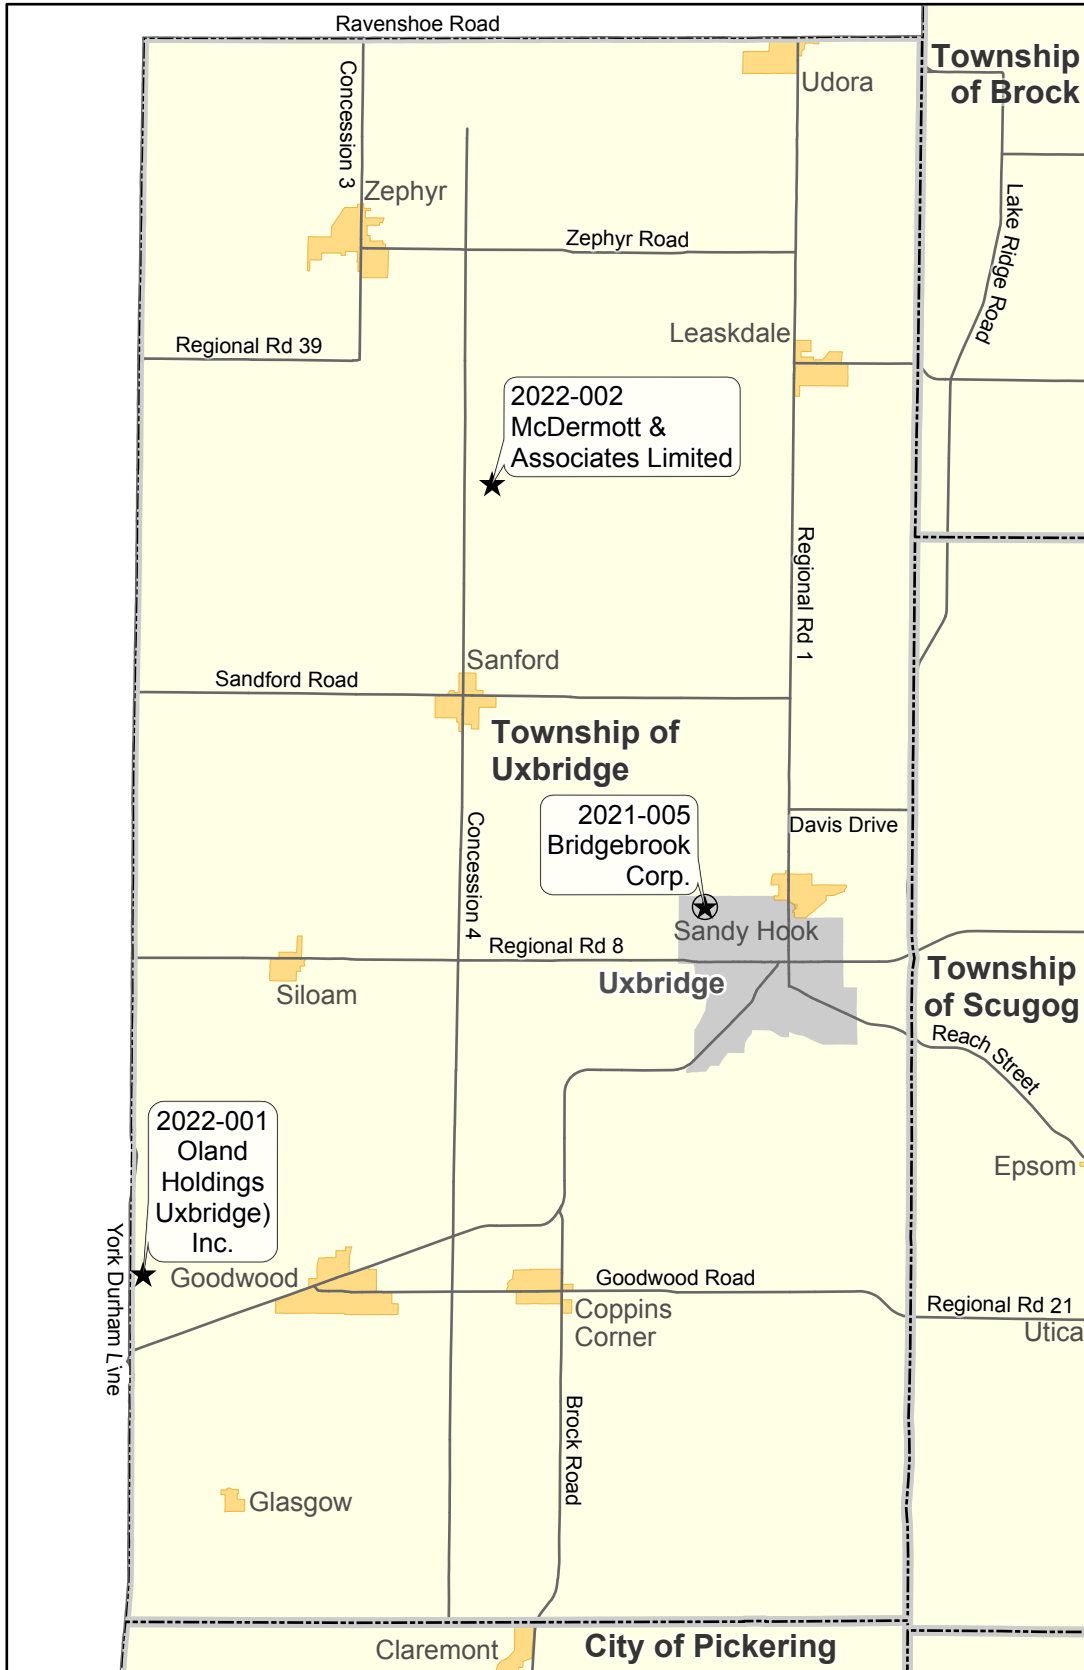 Ravenshoe Road
Township
of Brock
Udora
Concession 3
Zephyr
Lake Ridge Road
Zephyr Road
Leaskdale
Regional Rd 39
2022-002
McDermott &
Associates Limited
Regional Rd 1
Sanford
Sandford Road
Township of
Uxbridge
2021-005
Bridgebrook
Corp.
Davis Drive
Concession 4
Sandy Hook
Regional Rd 8
Siloam
Uxbridge
Township
of Scugog
Reach Street
2022-001
Oland
Holdings
Uxbridge)
Inc.
Epsom
York Durham Line
Goodwood
Goodwood Road
Coppins
Corner
Regional Rd 21
Utica
Brock Road
Glasgow
Claremont
City of Pickering